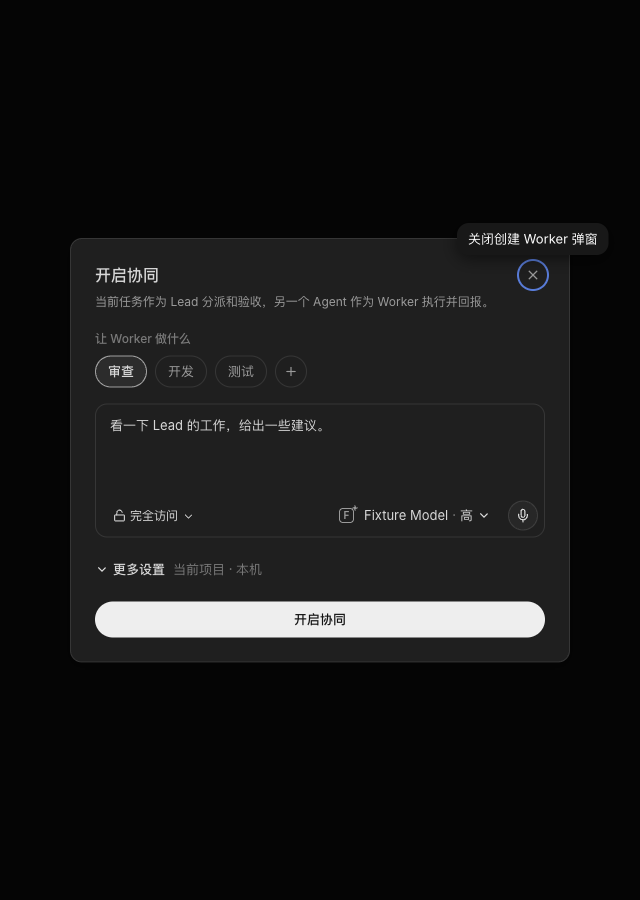 关闭创建 Worker 弹窗
开启协同
当前任务作为 Lead 分派和验收，另一个 Agent 作为 Worker 执行并回报。
让 Worker 做什么
审查 开发 测试 +
看一下 Lead 的工作，给出一些建议。
完全访问 F Fixture Model · 高
更多设置 当前项目 · 本机
开启协同